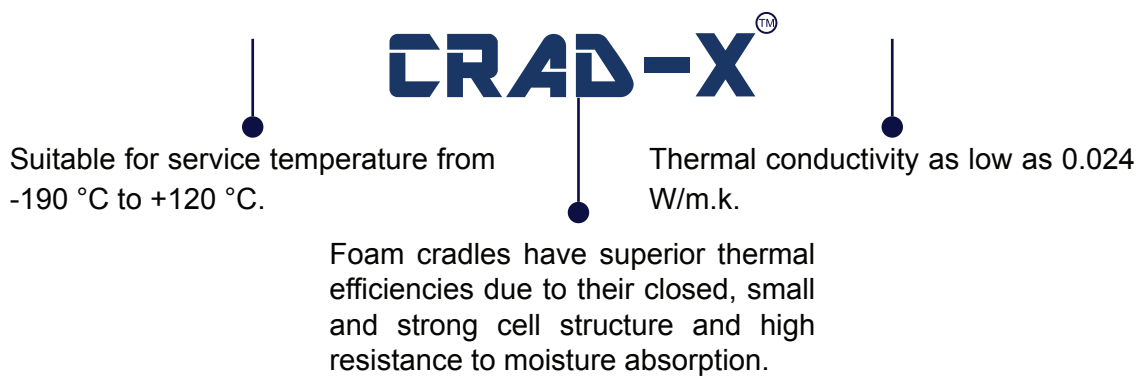 CRAD-X™
Suitable for service temperature from
-190 °C to +120 °C.
Thermal conductivity as low as 0.024
W/m.k.
Foam cradles have superior thermal
efficiencies due to their closed, small
and strong cell structure and high
resistance to moisture absorption.